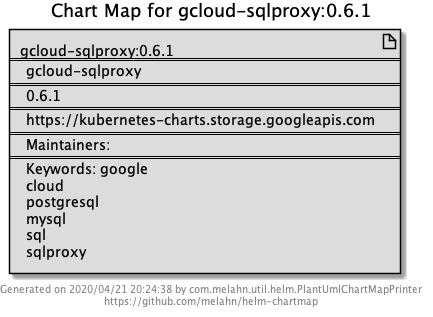 Chart Map for gcloud-sqlproxy:0.6.1
gcloud-sqlproxy:0.6.1
gcloud-sqlproxy
0.6.1
https://kubernetes-charts.storage.googleapis.com
Maintainers:
Keywords: google
cloud
postgresql
mysql
sql
sqlproxy
Generated on 2020/04/21 20:24:38 by com.melahn.util.helm.PlantUmlChartMapPrinter
https://github.com/melahn/helm-chartmap